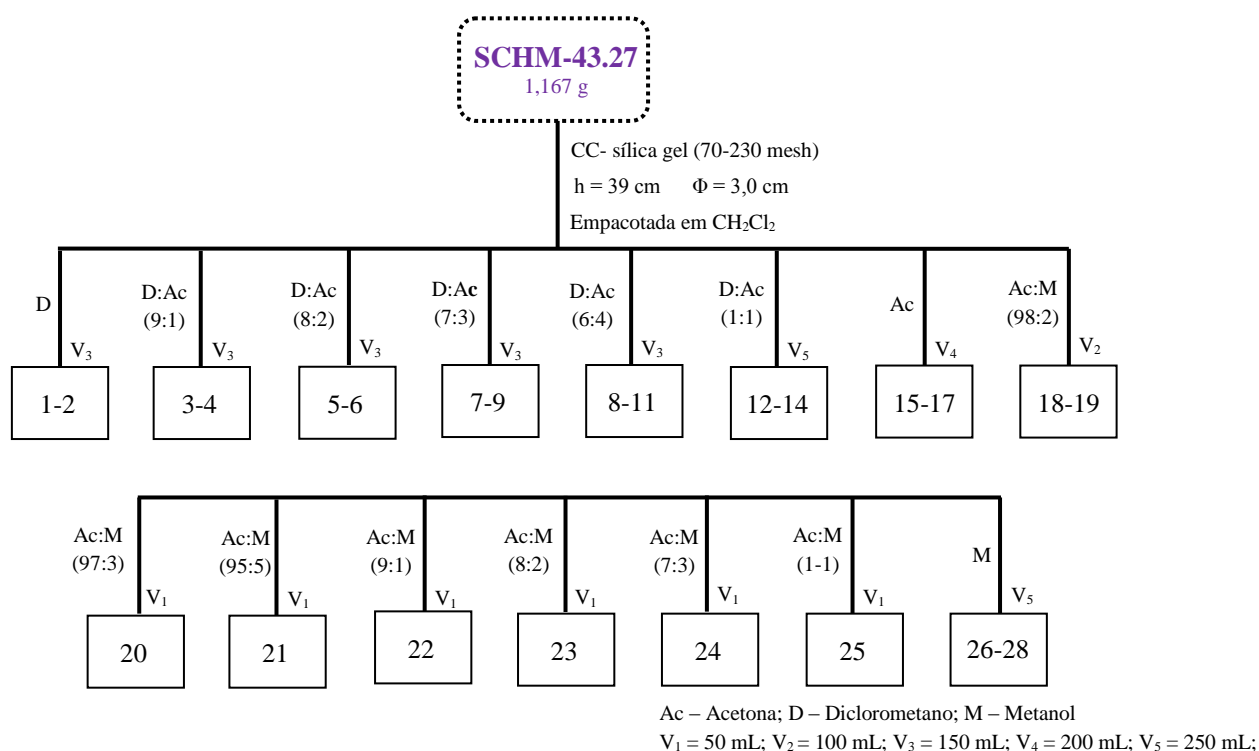 SCHM-43.27
1,167 g
CC- sílica gel (70-230 mesh)
h = 39 cm Φ = 3,0 cm
Empacotada em CH₂Cl₂
D
V₃
1-2
D:Ac
(9:1)
V₃
3-4
D:Ac
(8:2)
V₃
5-6
D:Ac
(7:3)
V₃
7-9
D:Ac
(6:4)
V₃
8-11
D:Ac
(1:1)
V₅
12-14
Ac
V₄
15-17
Ac:M
(98:2)
V₂
18-19
Ac:M
(97:3)
V₁
20
Ac:M
(95:5)
V₁
21
Ac:M
(9:1)
V₁
22
Ac:M
(8:2)
V₁
23
Ac:M
(7:3)
V₁
24
Ac:M
(1-1)
V₁
25
M
V₅
26-28
Ac – Acetona; D – Diclorometano; M – Metanol
V₁ = 50 mL; V₂ = 100 mL; V₃ = 150 mL; V₄ = 200 mL; V₅ = 250 mL;